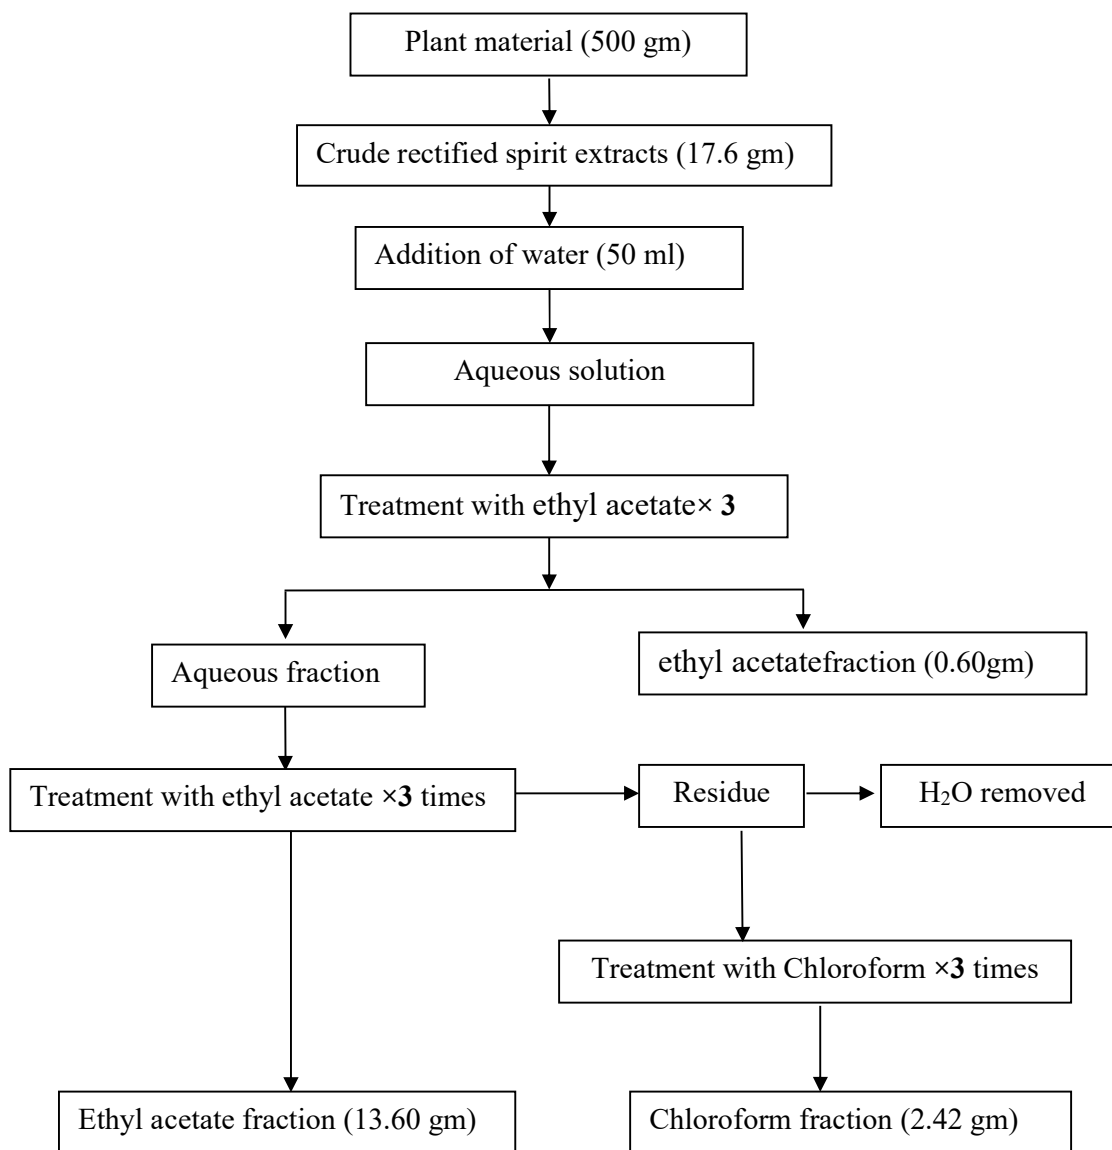 Plant material (500 gm)
Crude rectified spirit extracts (17.6 gm)
Addition of water (50 ml)
Aqueous solution
Treatment with ethyl acetate× 3
Aqueous fraction
ethyl acetatefraction (0.60gm)
Treatment with ethyl acetate ×3 times
Residue
H₂O removed
Treatment with Chloroform ×3 times
Ethyl acetate fraction (13.60 gm)
Chloroform fraction (2.42 gm)